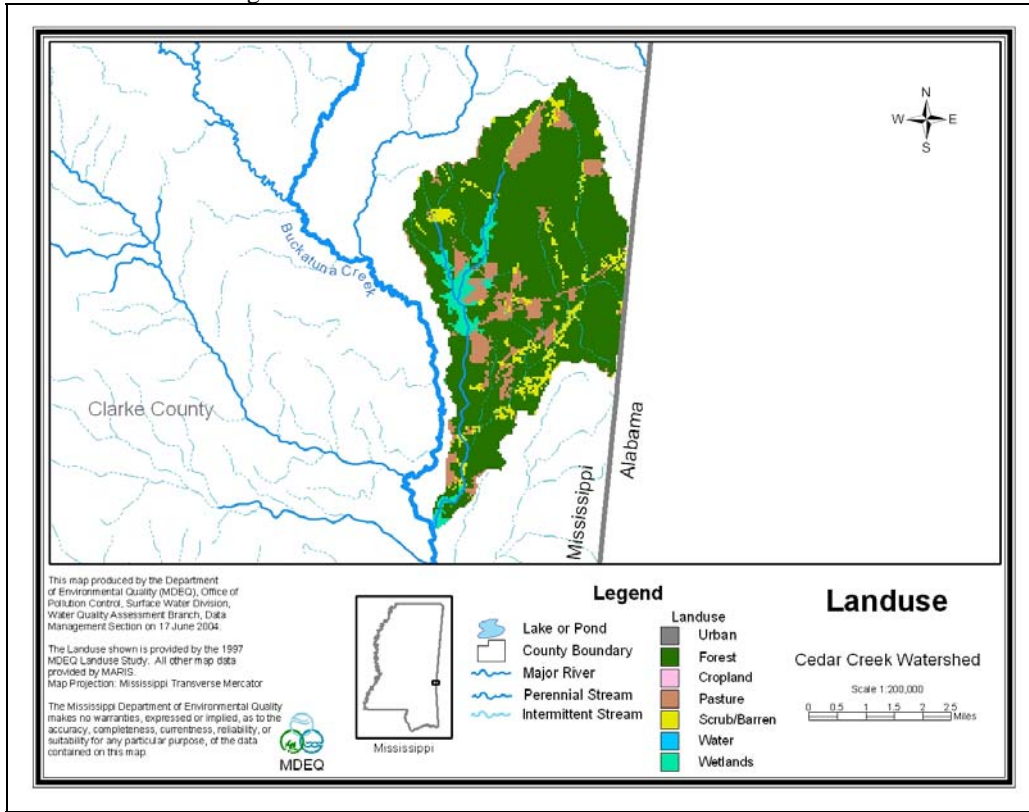 N
W E
S
Buckatuna Creek
Clarke County
Mississippi
Alabama
This map produced by the Department
of Environmental Quality (MDEQ), Office of
Pollution Control, Surface Water Division,
Water Quality Assessment Branch, Data
Management Section on 17 June 2004.
The Landuse shown is provided by the 1997
MDEQ Landuse Study. All other map data
provided by MARIS.
Map Projection: Mississippi Transverse Mercator
The Mississippi Department of Environmental Quality
makes no warranties, expressed or implied, as to the
accuracy, completeness, currentness, reliability, or
suitability for any particular purpose, of the data
contained on this map.
MDEQ
Mississippi
Legend
Lake or Pond
County Boundary
Major River
Perennial Stream
Intermittent Stream
Landuse
Urban
Forest
Cropland
Pasture
Scrub/Barren
Water
Wetlands
Landuse
Cedar Creek Watershed
Scale 1:200,000
0 0.5 1 1.5 2 2.5
Miles